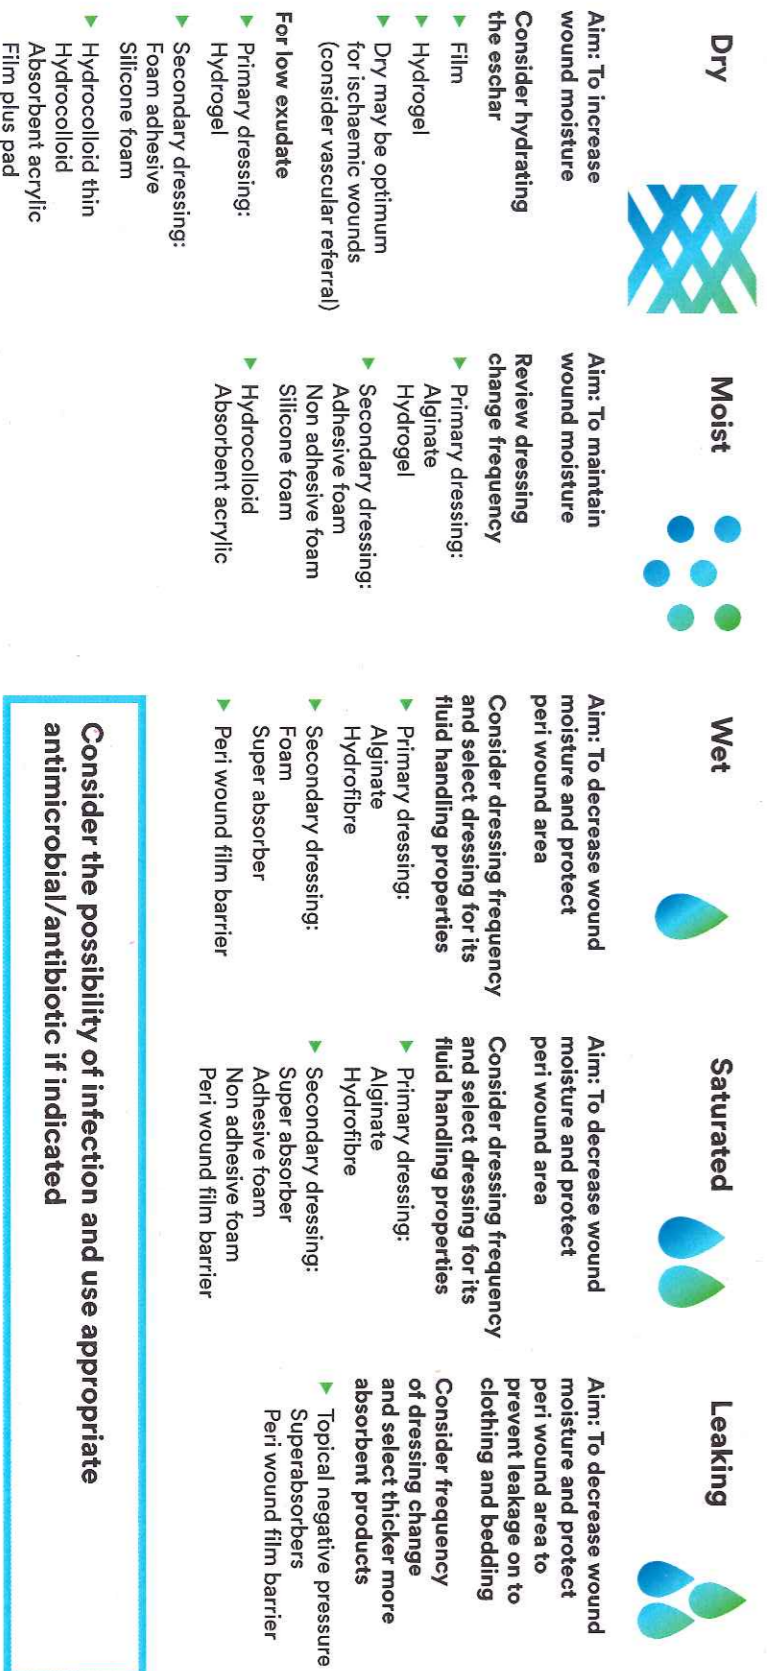 Dry
Aim: To increase
wound moisture
Consider hydrating
the eschar
Film
Hydrogel
Dry may be optimum
for ischaemic wounds
(consider vascular referral)
For low exudate
Primary dressing:
Hydrogel
Secondary dressing:
Foam adhesive
Silicone foam
Hydrocolloid thin
Hydrocolloid
Absorbent acrylic
Film plus pad
Moist
Aim: To maintain
wound moisture
Review dressing
change frequency
Primary dressing:
Alginate
Hydrogel
Secondary dressing:
Adhesive foam
Non adhesive foam
Silicone foam
Hydrocolloid
Absorbent acrylic
Wet
Aim: To decrease wound
moisture and protect
peri wound area
Consider dressing frequency
and select dressing for its
fluid handling properties
Primary dressing:
Alginate
Hydrofibre
Secondary dressing:
Foam
Super absorber
Peri wound film barrier
Saturated
Aim: To decrease wound
moisture and protect
peri wound area
Consider dressing frequency
and select dressing for its
fluid handling properties
Primary dressing:
Alginate
Hydrofibre
Secondary dressing:
Super absorber
Adhesive foam
Non adhesive foam
Peri wound film barrier
Leaking
Aim: To decrease wound
moisture and protect
peri wound area to
prevent leakage on to
clothing and bedding
Consider frequency
of dressing change
and select thicker more
absorbent products
Topical negative pressure
Superabsorbers
Peri wound film barrier
Consider the possibility of infection and use appropriate
antimicrobial/antibiotic if indicated